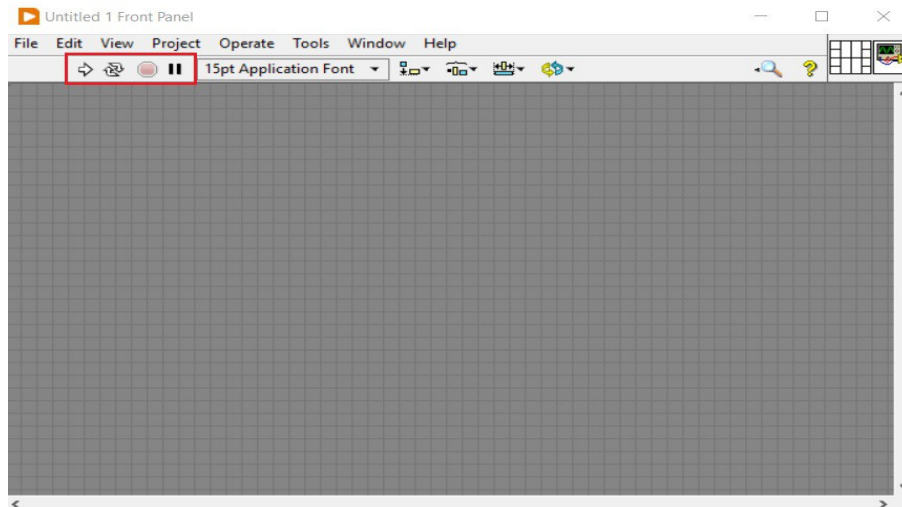 Untitled 1 Front Panel
File Edit View Project Operate Tools Window Help
15pt Application Font